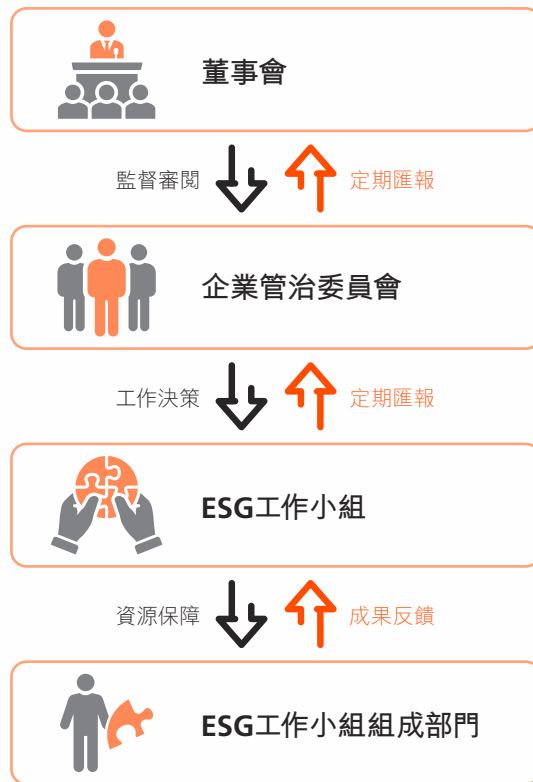 董事會
監督審閱 定期匯報
企業管治委員會
工作決策 定期匯報
ESG工作小組
資源保障 成果反饋
ESG工作小組組成部門